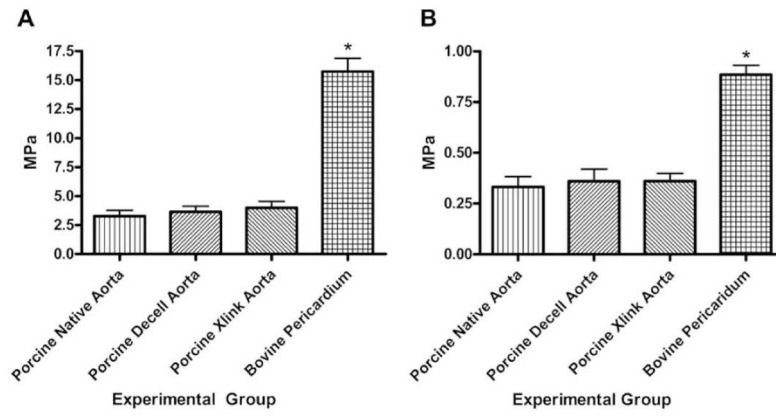 A
MPa
17.5
15.0
12.5
10.0
7.5
5.0
2.5
0.0
*
Porcine Native Aorta
Porcine Decell Aorta
Porcine Xlink Aorta
Bovine Pericardium
Experimental Group
B
MPa
1.00
0.75
0.50
0.25
0.00
*
Porcine Native Aorta
Porcine Decell Aorta
Porcine Xlink Aorta
Bovine Pericaridum
Experimental Group